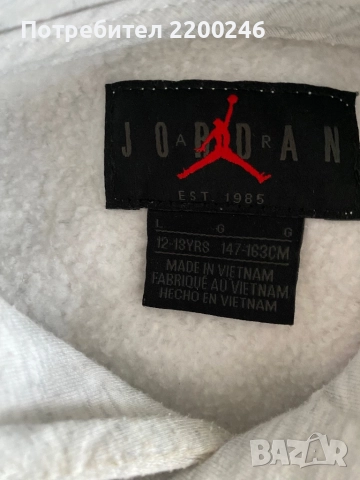 Потребител 2200246
JORDAN
AIR
EST. 1985
L G G
12-13YRS 147-163CM
MADE IN VIETNAM
FABRIQUÉ AU VIETNAM
HECHO EN VIETNAM
BAZAR